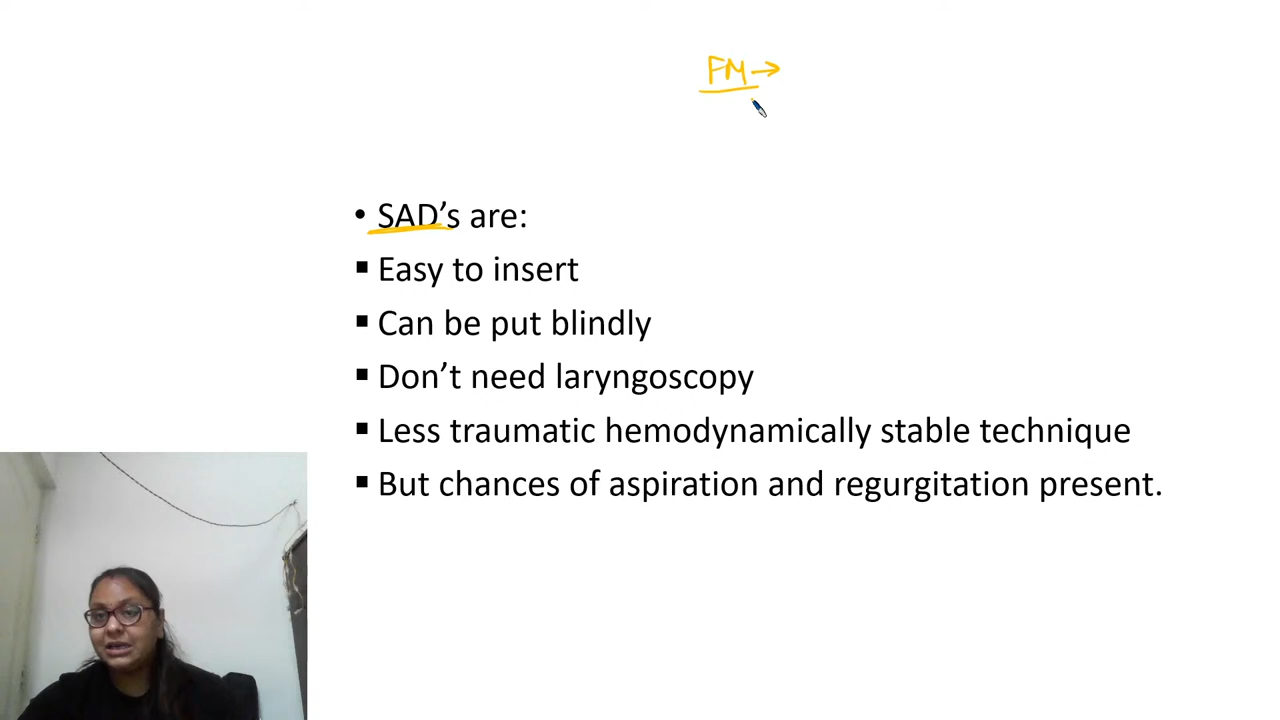 FM →
• SAD's are:
▪ Easy to insert
▪ Can be put blindly
▪ Don't need laryngoscopy
▪ Less traumatic hemodynamically stable technique
▪ But chances of aspiration and regurgitation present.